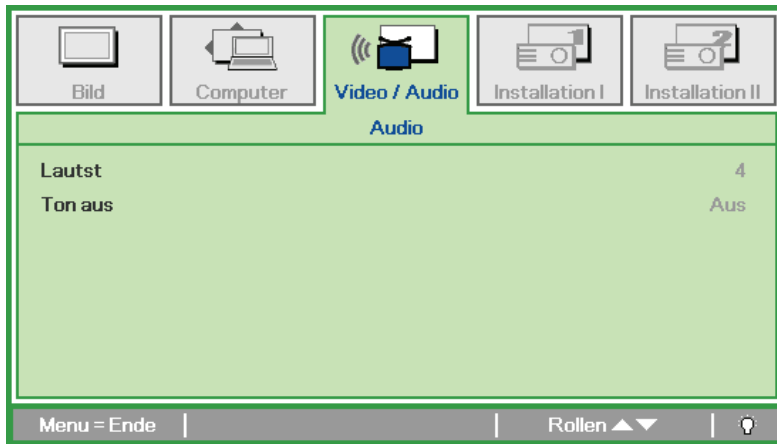 Bild
Computer
Video / Audio
Installation I
Installation II
Audio
Lautst 4
Ton aus Aus
Menu = Ende Rollen ▲▼